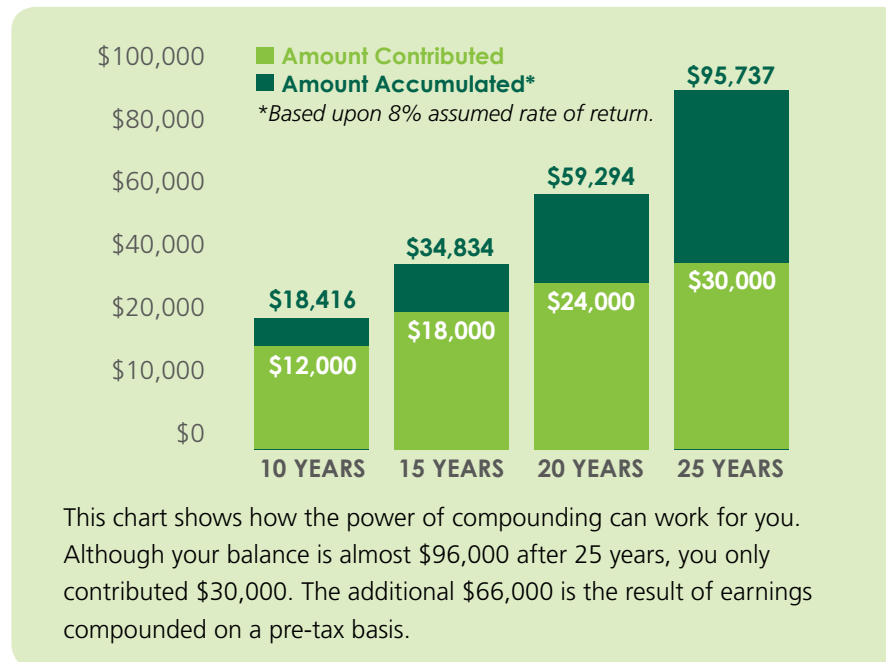 $100,000
$80,000
$60,000
$40,000
$20,000
$10,000
$0
Amount Contributed
Amount Accumulated*
*Based upon 8% assumed rate of return.
$18,416
$12,000
$34,834
$18,000
$59,294
$24,000
$95,737
$30,000
10 YEARS 15 YEARS 20 YEARS 25 YEARS
This chart shows how the power of compounding can work for you.
Although your balance is almost $96,000 after 25 years, you only
contributed $30,000. The additional $66,000 is the result of earnings
compounded on a pre-tax basis.